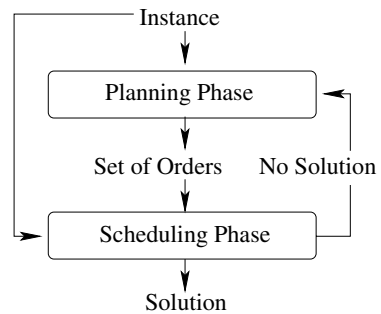 Instance
Planning Phase
Set of Orders
No Solution
Scheduling Phase
Solution